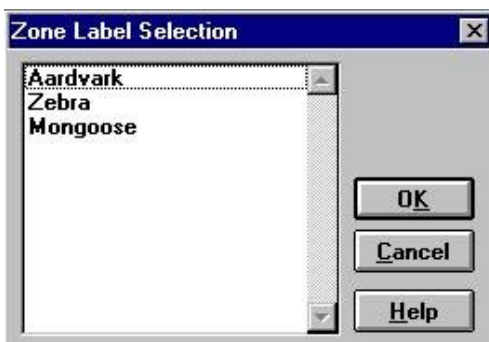 Zone Label Selection
Aardvark
Zebra
Mongoose
OK
Cancel
Help